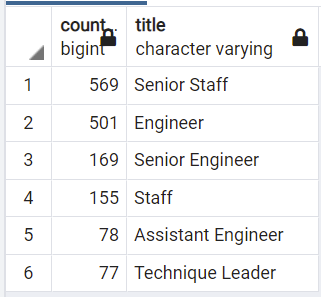 count.. title
bigint character varying
1 569 Senior Staff
2 501 Engineer
3 169 Senior Engineer
4 155 Staff
5 78 Assistant Engineer
6 77 Technique Leader